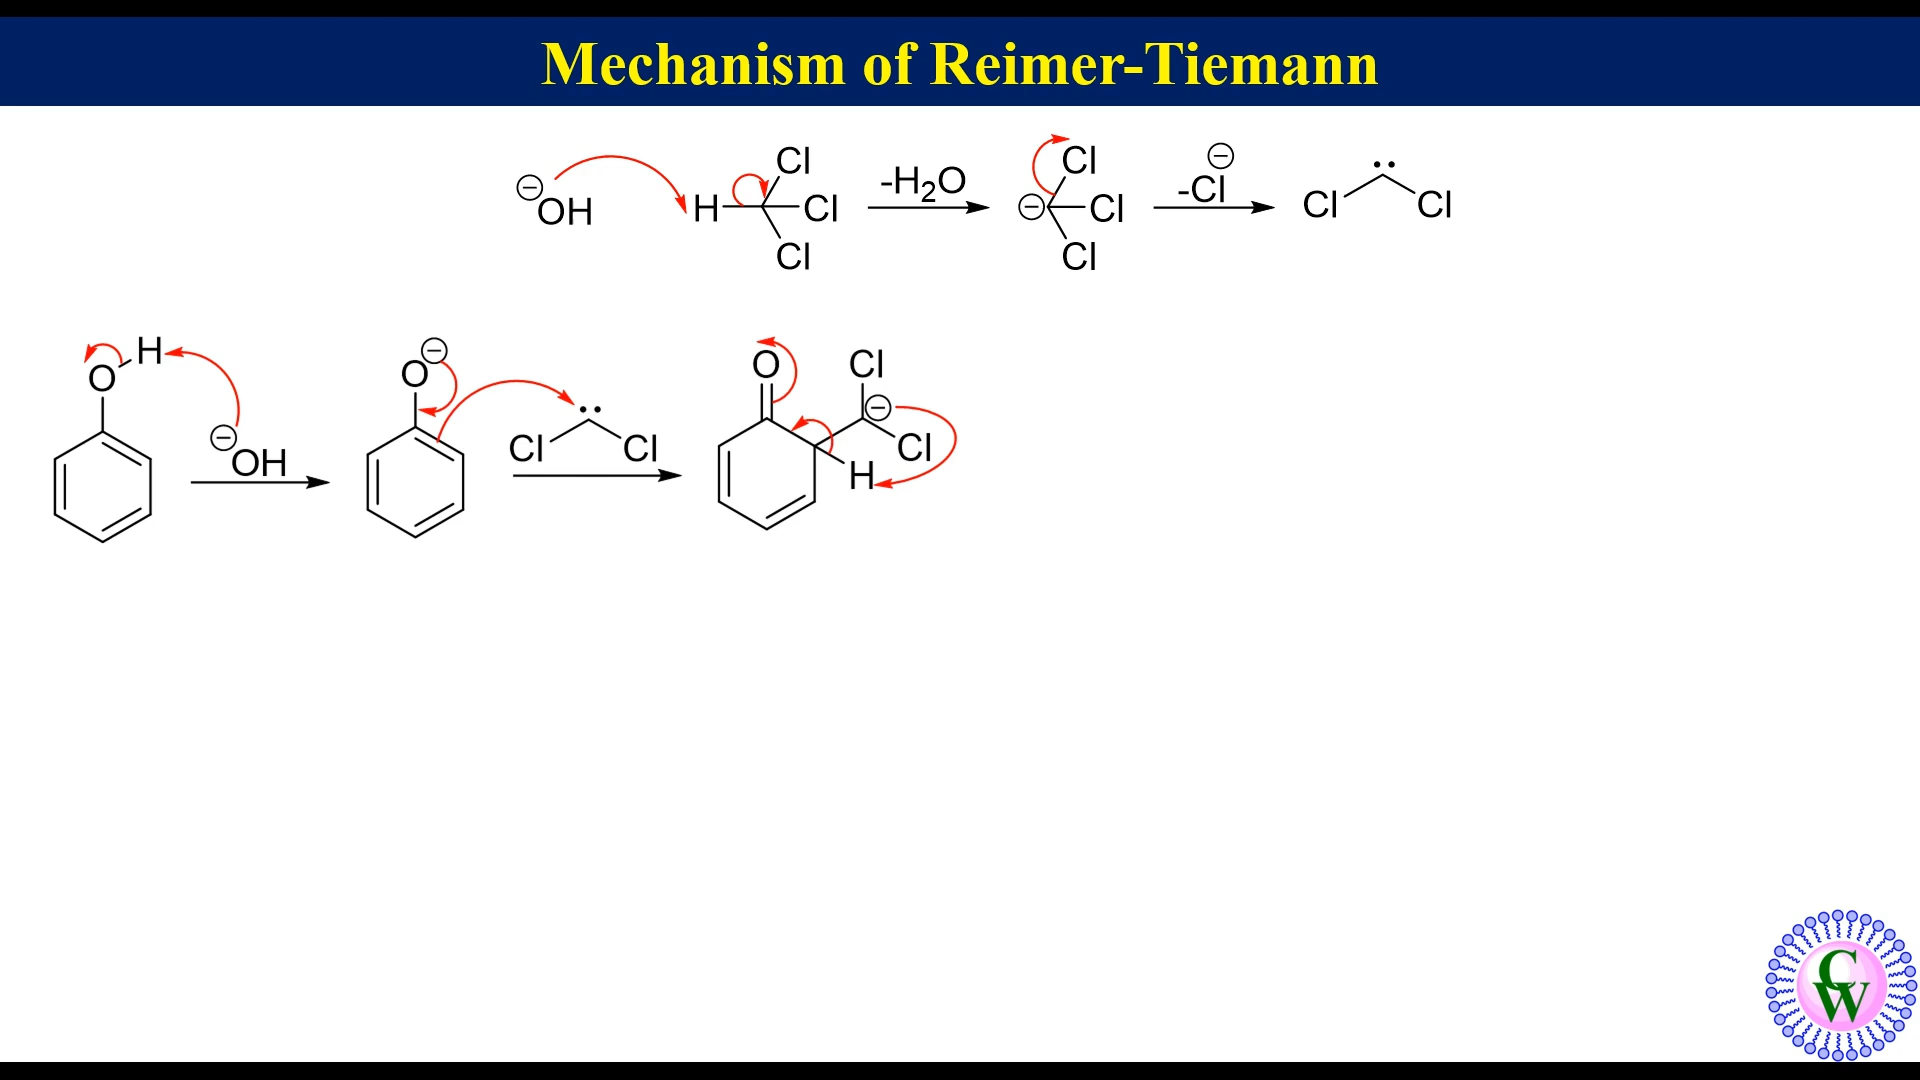 Mechanism of Reimer-Tiemann
⊖OH H Cl Cl Cl -H₂O ⊖ Cl Cl Cl -Cl⊖ Cl •• Cl
O H ⊖OH O⊖ Cl •• Cl O Cl ⊖ Cl H
CW